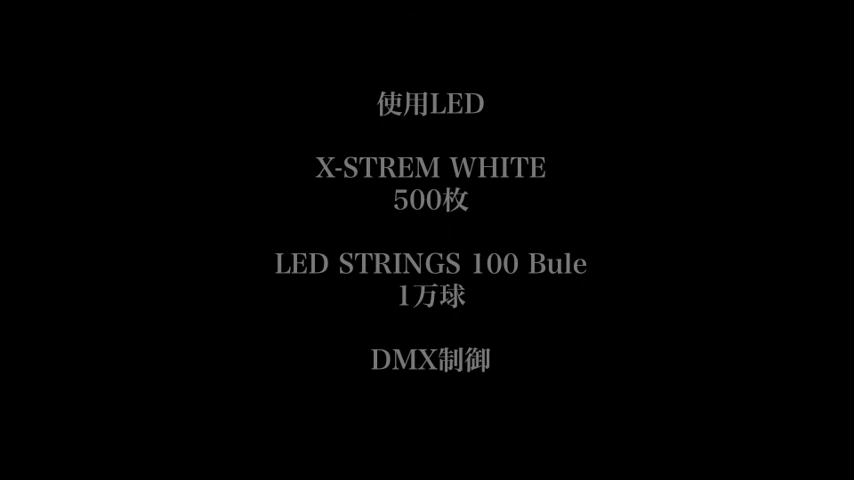 使用LED
X-STREM WHITE
500枚
LED STRINGS 100 Bule
1万球
DMX制御